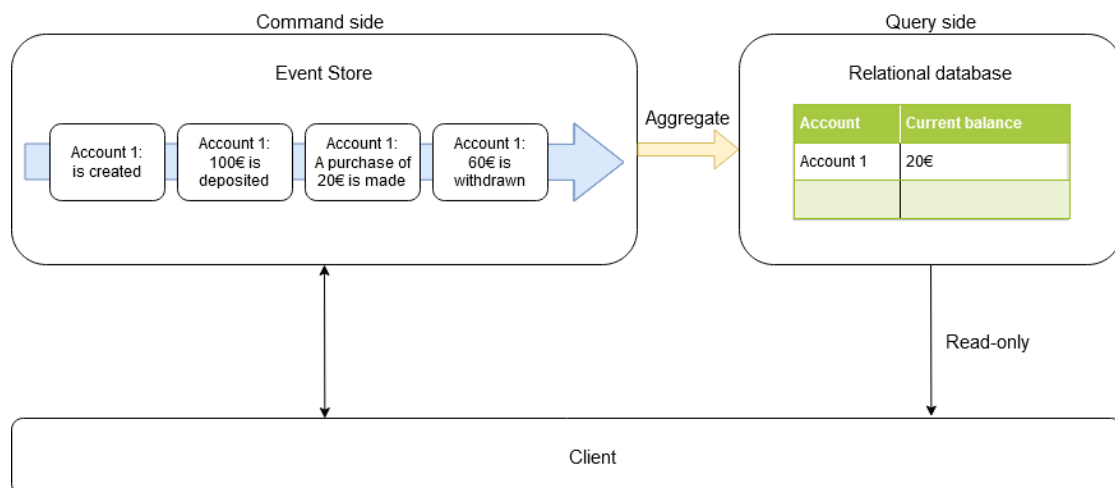 Command side
Query side
Event Store
Relational database
Account 1:
is created
Account 1:
100€ is
deposited
Account 1:
A purchase of
20€ is made
Account 1:
60€ is
withdrawn
Aggregate
Account Current balance
Account 1 20€
Read-only
Client